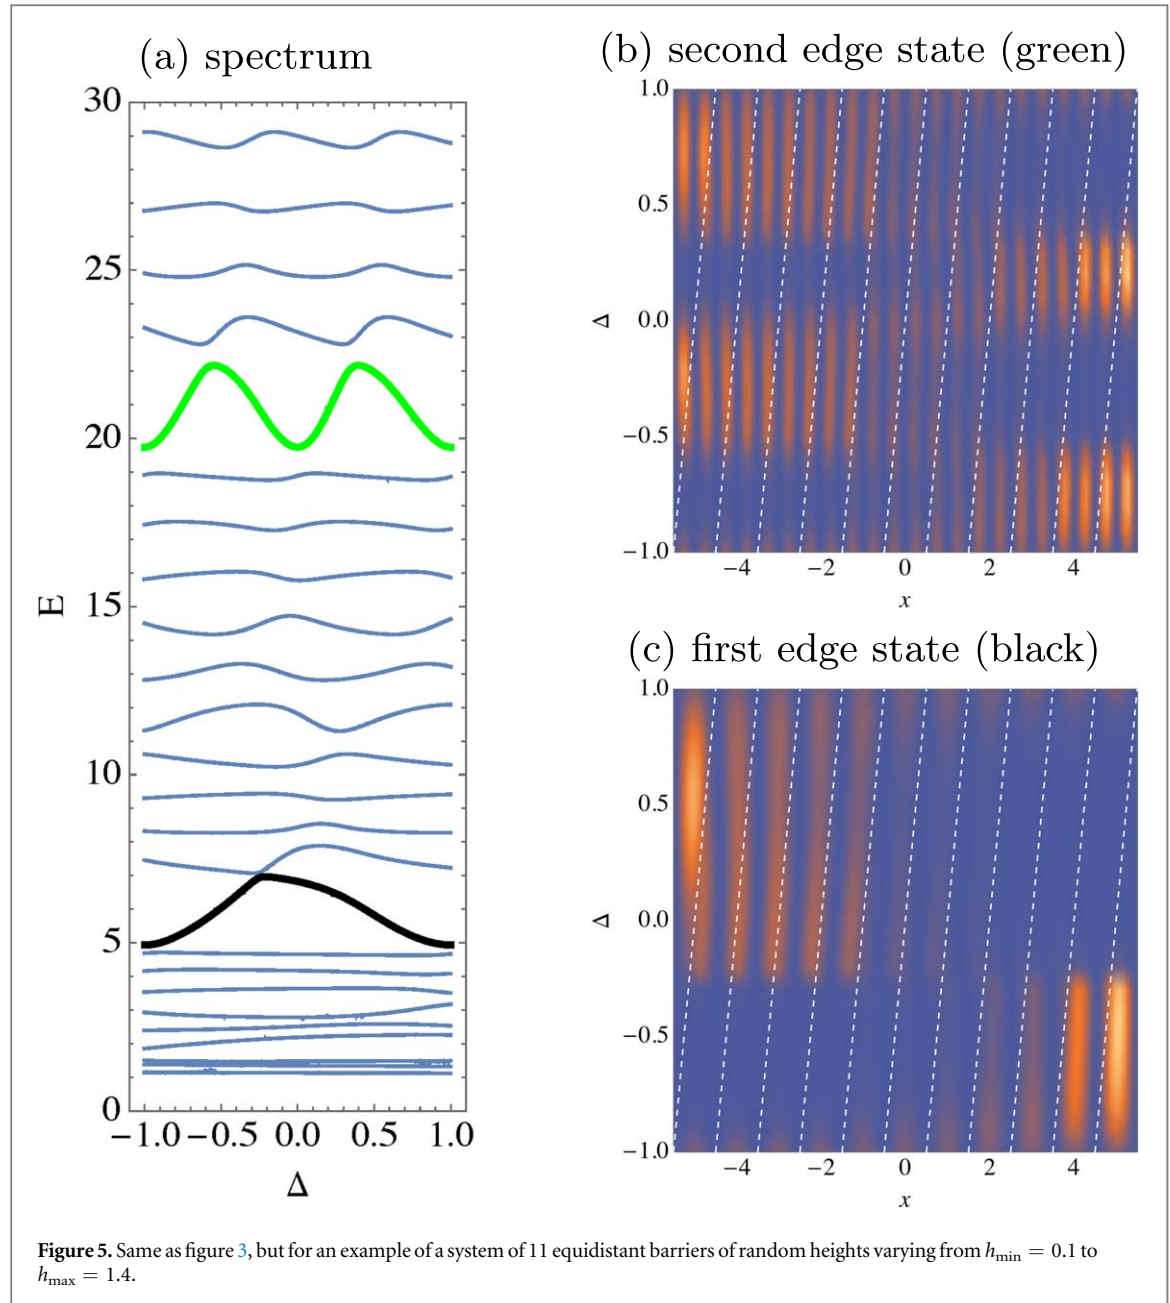 (a) spectrum
30
25
20
15
10
5
0
E
−1.0 −0.5 0.0 0.5 1.0
Δ
(b) second edge state (green)
1.0
0.5
0.0
−0.5
−1.0
Δ
−4 −2 0 2 4
x
(c) first edge state (black)
1.0
0.5
0.0
−0.5
−1.0
Δ
−4 −2 0 2 4
x
Figure 5. Same as figure 3, but for an example of a system of 11 equidistant barriers of random heights varying from hmin = 0.1 to
hmax = 1.4.